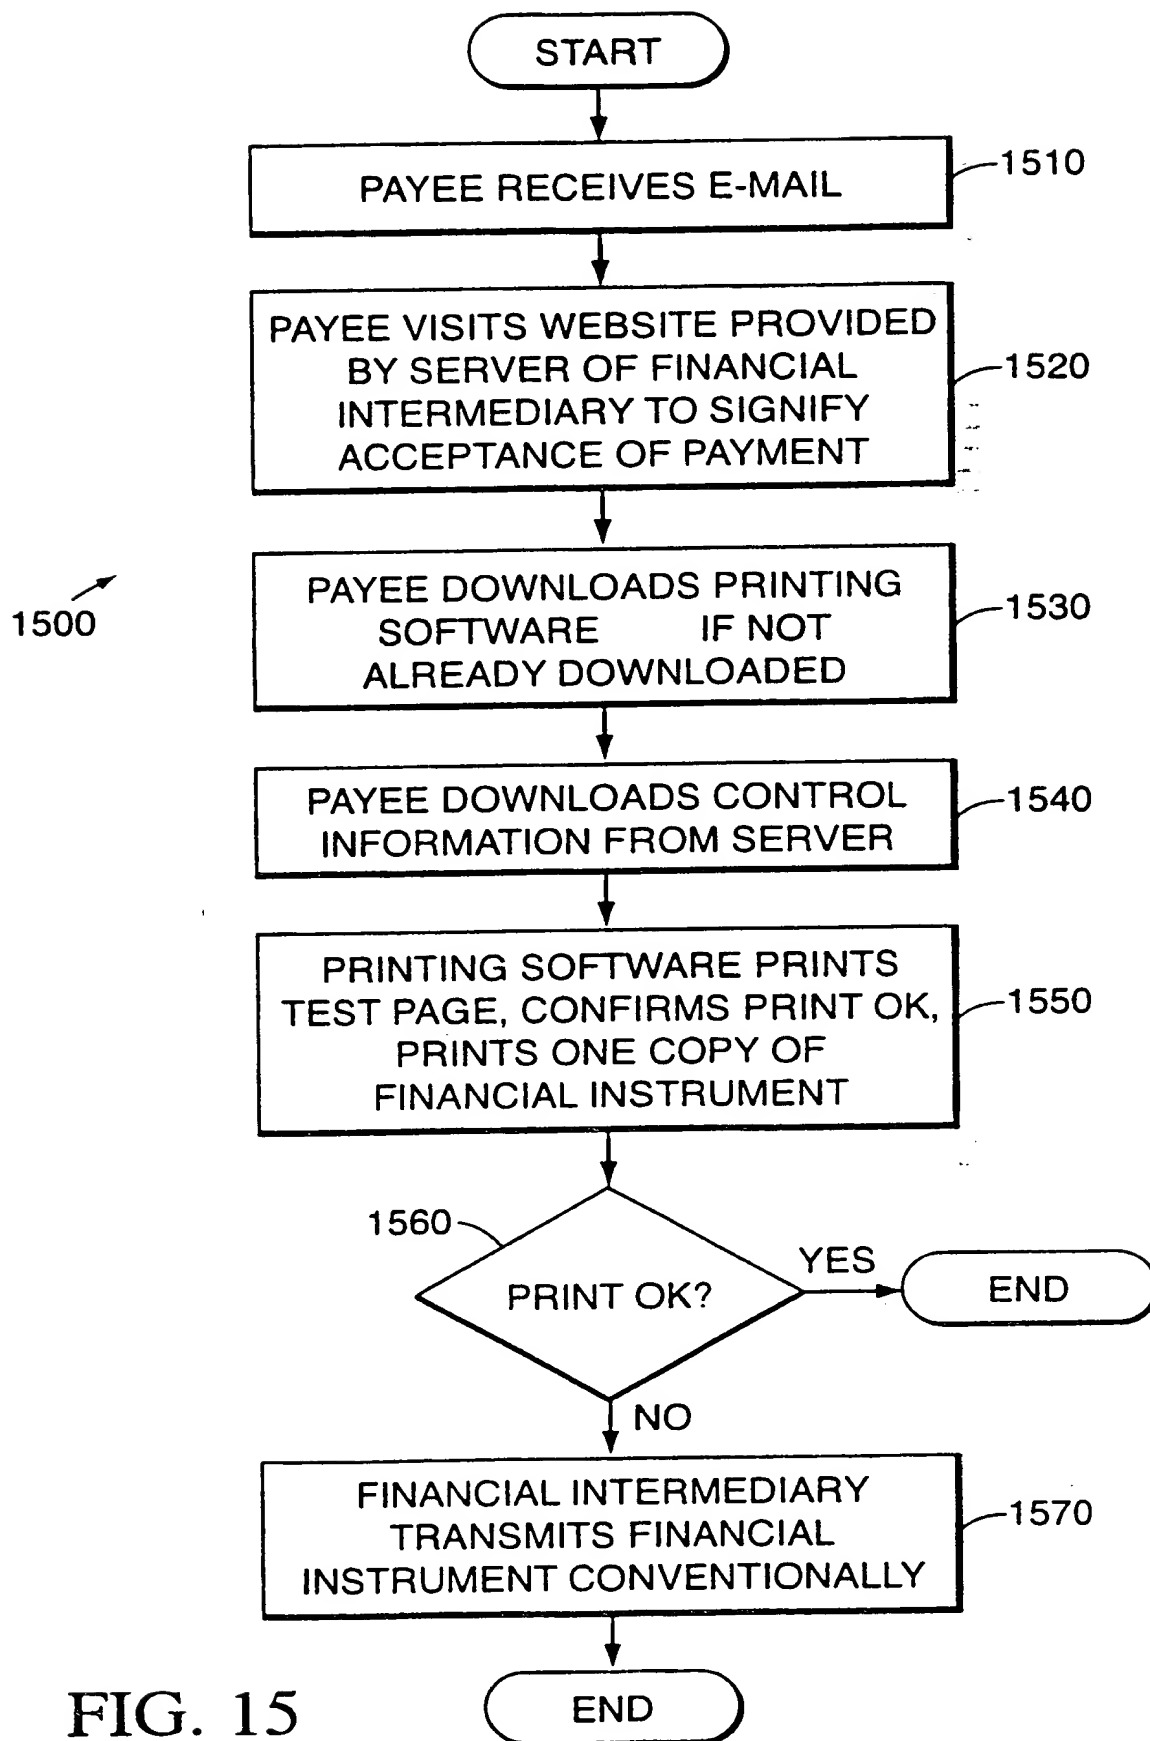 START
PAYEE RECEIVES E-MAIL
1510
PAYEE VISITS WEBSITE PROVIDED
BY SERVER OF FINANCIAL
INTERMEDIARY TO SIGNIFY
ACCEPTANCE OF PAYMENT
1520
1500
PAYEE DOWNLOADS PRINTING
SOFTWARE IF NOT
ALREADY DOWNLOADED
1530
PAYEE DOWNLOADS CONTROL
INFORMATION FROM SERVER
1540
PRINTING SOFTWARE PRINTS
TEST PAGE, CONFIRMS PRINT OK,
PRINTS ONE COPY OF
FINANCIAL INSTRUMENT
1550
1560
PRINT OK?
YES
END
NO
FINANCIAL INTERMEDIARY
TRANSMITS FINANCIAL
INSTRUMENT CONVENTIONALLY
1570
END
FIG. 15